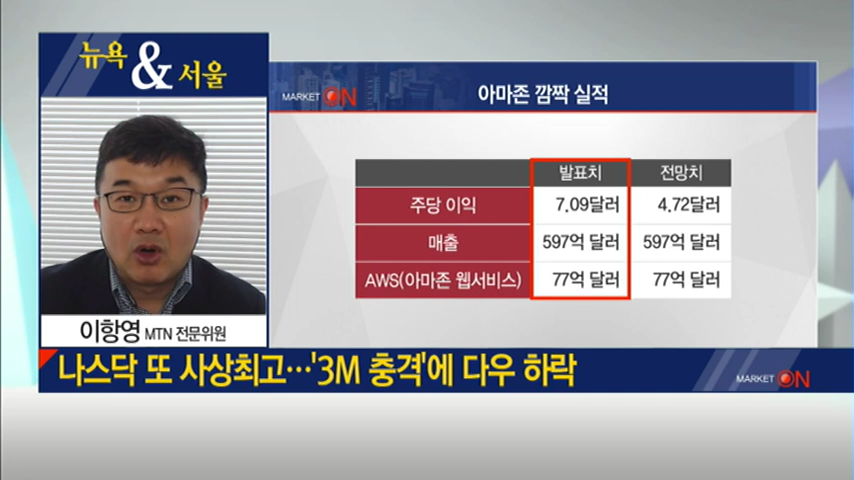 뉴욕
&
서울
MARKET ON
아마존 깜짝 실적
발표치 전망치
주당 이익 7.09달러 4.72달러
매출 597억 달러 597억 달러
AWS(아마존 웹서비스) 77억 달러 77억 달러
이항영 MTN 전문위원
나스닥 또 사상최고…'3M 충격'에 다우 하락
MARKET ON